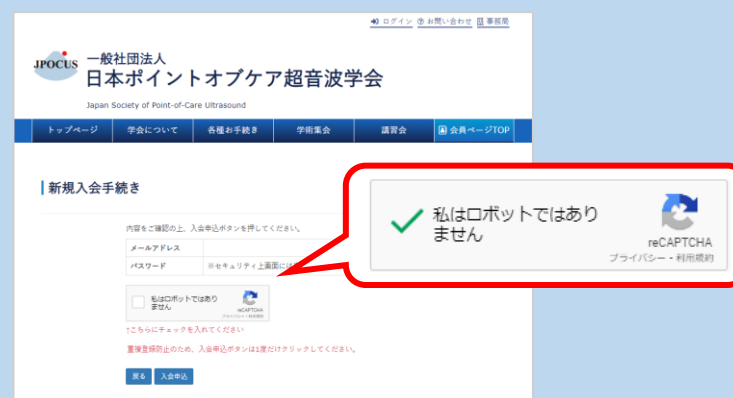 ログイン お問い合わせ 事務局
JPOCUS 一般社団法人
日本ポイントオブケア超音波学会
Japan Society of Point-of-Care Ultrasound
トップページ 学会について 各種お手続き 学術集会 講習会 会員ページTOP
新規入会手続き
内容をご確認の上、入会申込ボタンを押してください。
メールアドレス
パスワード ※セキュリティ上画面には
私はロボットではあり
ません
reCAPTCHA
プライバシー・利用規約
↑こちらにチェックを入れてください
重複登録防止のため、入会申込ボタンは1度だけクリックしてください。
戻る 入会申込
私はロボットではあり
ません
reCAPTCHA
プライバシー・利用規約